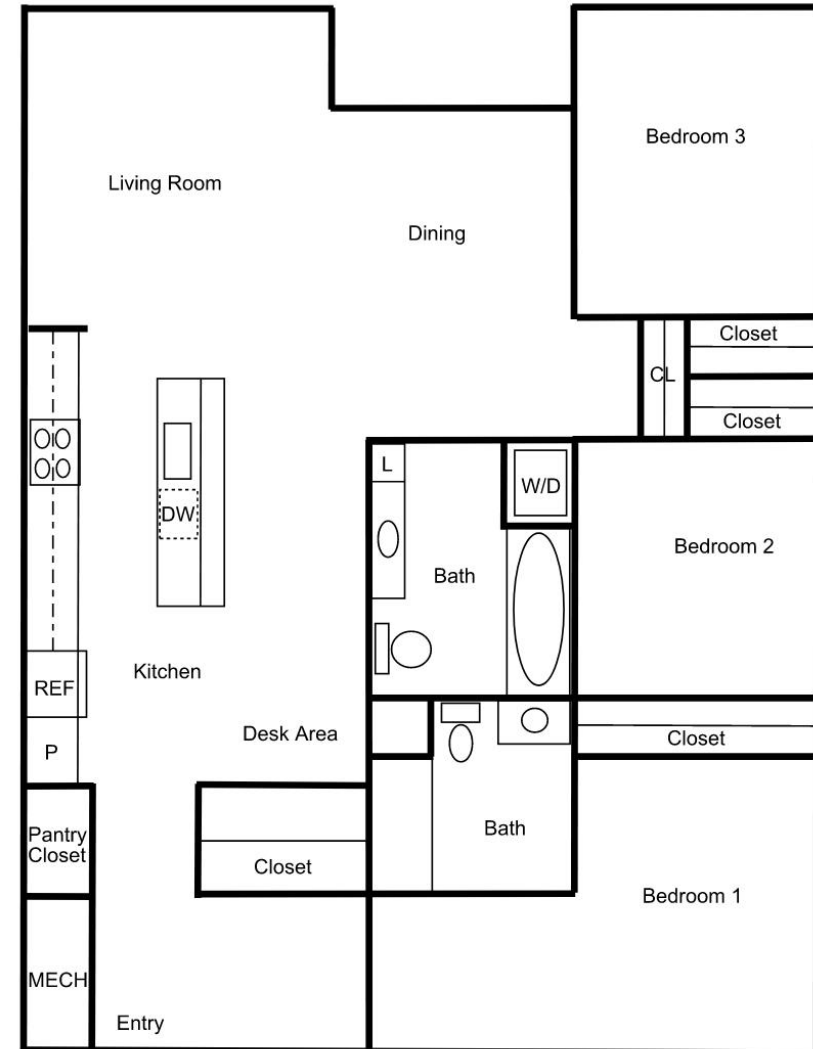 Bedroom 3
Living Room
Dining
Closet
CL
Closet
L
W/D
DW
Bedroom 2
Bath
Kitchen
REF
Desk Area
Closet
P
Pantry
Closet
Bath
Closet
Bedroom 1
MECH
Entry